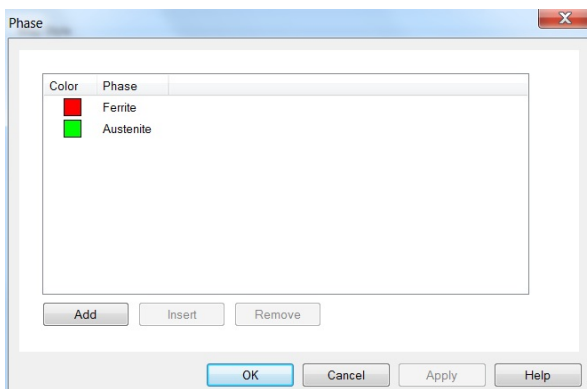 Phase
Color Phase
Ferrite
Austenite
Add Insert Remove
OK Cancel Apply Help